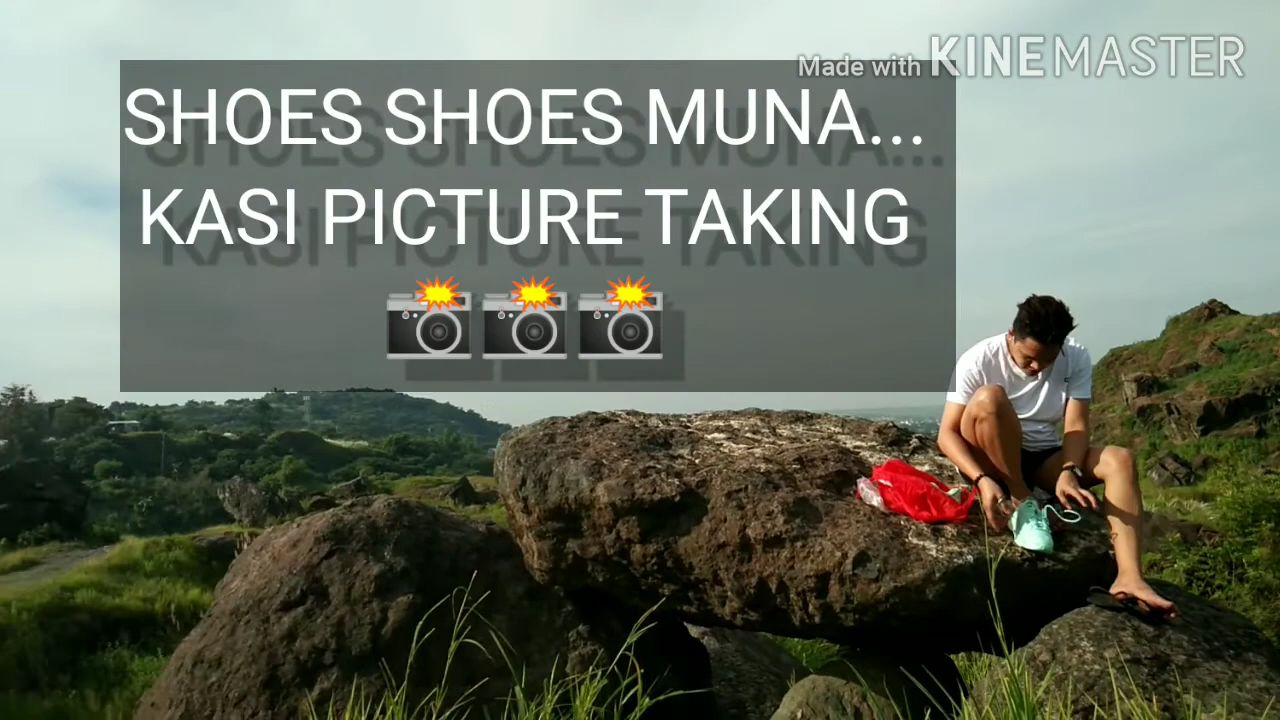 Made with KINEMASTER
SHOES SHOES MUNA...
KASI PICTURE TAKING
📸📸📸